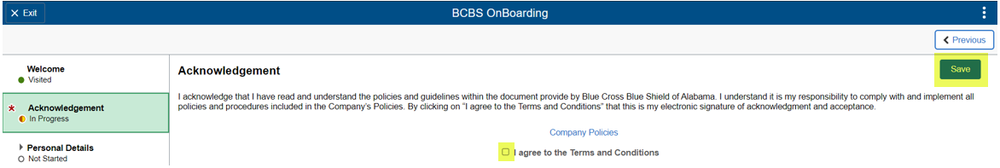 Exit
BCBS OnBoarding
Previous
Welcome
Visited
Acknowledgement
Save
I acknowledge that I have read and understand the policies and guidelines within the document provide by Blue Cross Blue Shield of Alabama. I understand it is my responsibility to comply with and implement all
policies and procedures included in the Company's Policies. By clicking on "I agree to the Terms and Conditions" that this is my electronic signature of acknowledgment and acceptance.
* Acknowledgement
In Progress
Company Policies
I agree to the Terms and Conditions
Personal Details
Not Started